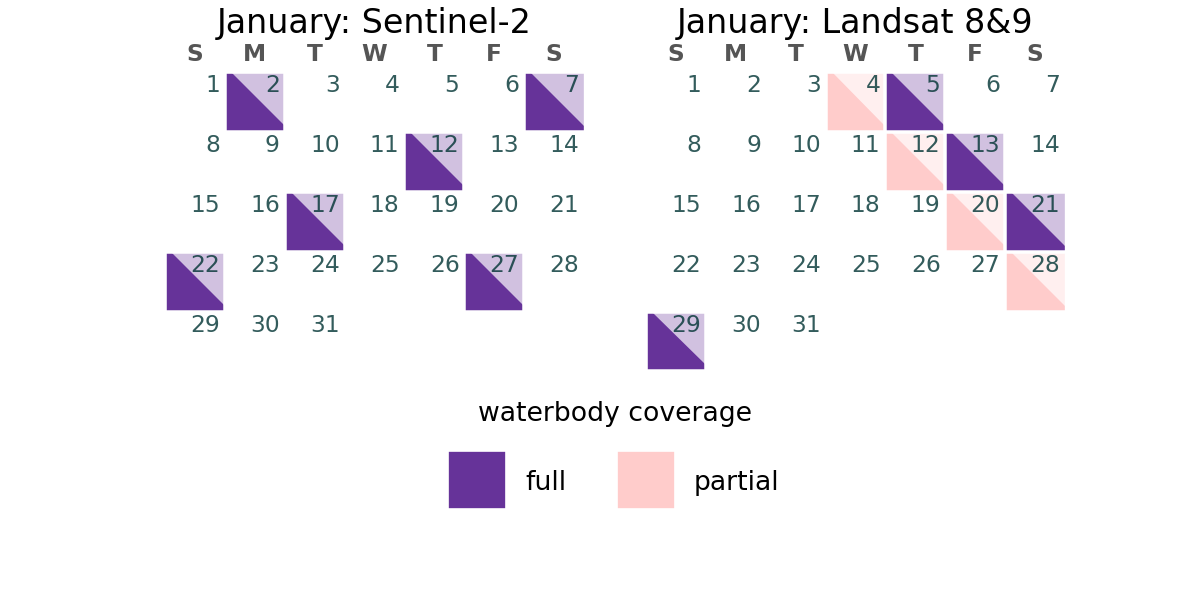 January: Sentinel-2
S M T W T F S
1 2 3 4 5 6 7
8 9 10 11 12 13 14
15 16 17 18 19 20 21
22 23 24 25 26 27 28
29 30 31
January: Landsat 8&9
S M T W T F S
1 2 3 4 5 6 7
8 9 10 11 12 13 14
15 16 17 18 19 20 21
22 23 24 25 26 27 28
29 30 31
waterbody coverage
full partial